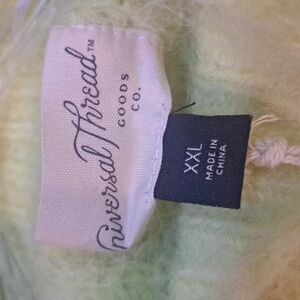 Universal Thread™
GOODS
CO.
XXL
MADE IN
CHINA